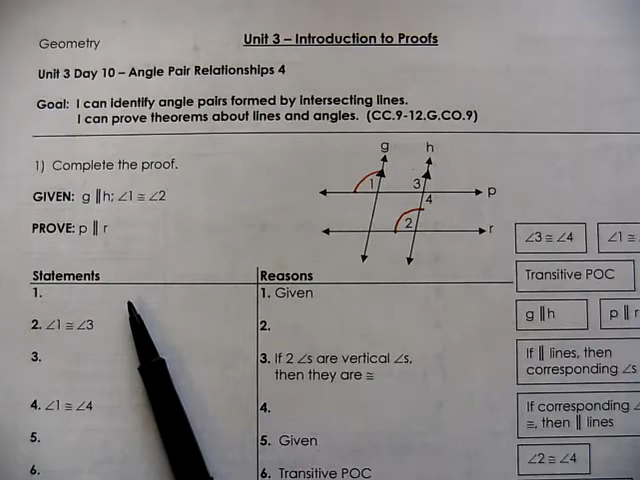 Geometry
Unit 3 – Introduction to Proofs
Unit 3 Day 10 – Angle Pair Relationships 4
Goal: I can identify angle pairs formed by intersecting lines.
I can prove theorems about lines and angles. (CC.9-12.G.CO.9)
1) Complete the proof.
GIVEN: g ∥ h; ∠1 ≅ ∠2
PROVE: p ∥ r
g h
1 3 p
4
2 r
Statements Reasons
1. 1. Given
2. ∠1 ≅ ∠3 2.
3. 3. If 2 ∠s are vertical ∠s,
then they are ≅
4. ∠1 ≅ ∠4 4.
5. 5. Given
6. 6. Transitive POC
∠3 ≅ ∠4 ∠1 ≅
Transitive POC
g ∥ h p ∥ r
If ∥ lines, then
corresponding ∠s
If corresponding ∠
≅, then ∥ lines
∠2 ≅ ∠4